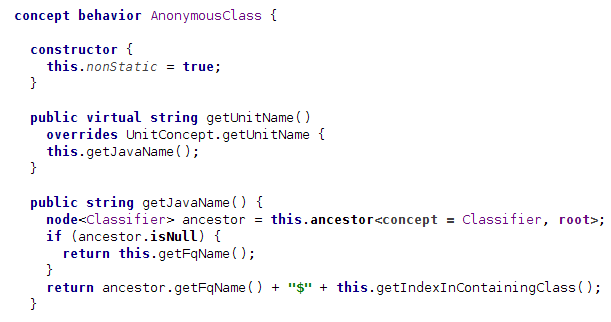 concept behavior AnonymousClass {
constructor {
this.nonStatic = true;
}
public virtual string getUnitName()
overrides UnitConcept.getUnitName {
this.getJavaName();
}
public string getJavaName() {
node<Classifier> ancestor = this.ancestor<concept = Classifier, root>;
if (ancestor.isNull) {
return this.getFqName();
}
return ancestor.getFqName() + "$" + this.getIndexInContainingClass();
}